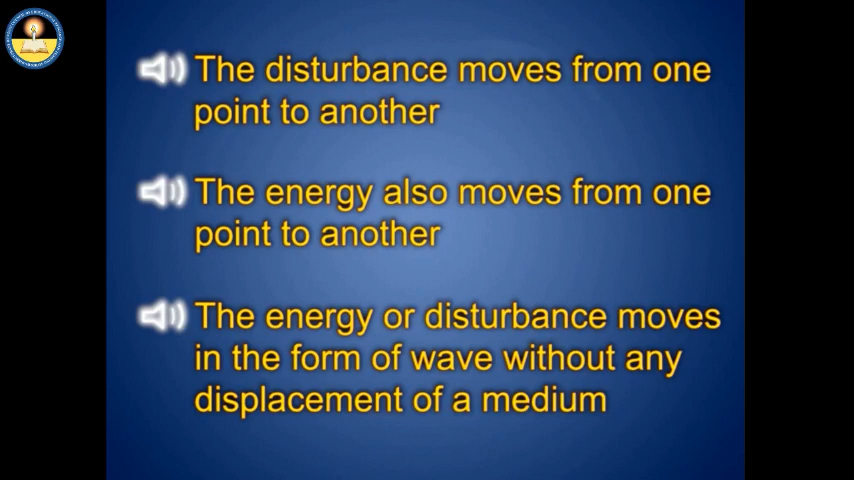 The disturbance moves from one
point to another
The energy also moves from one
point to another
The energy or disturbance moves
in the form of wave without any
displacement of a medium